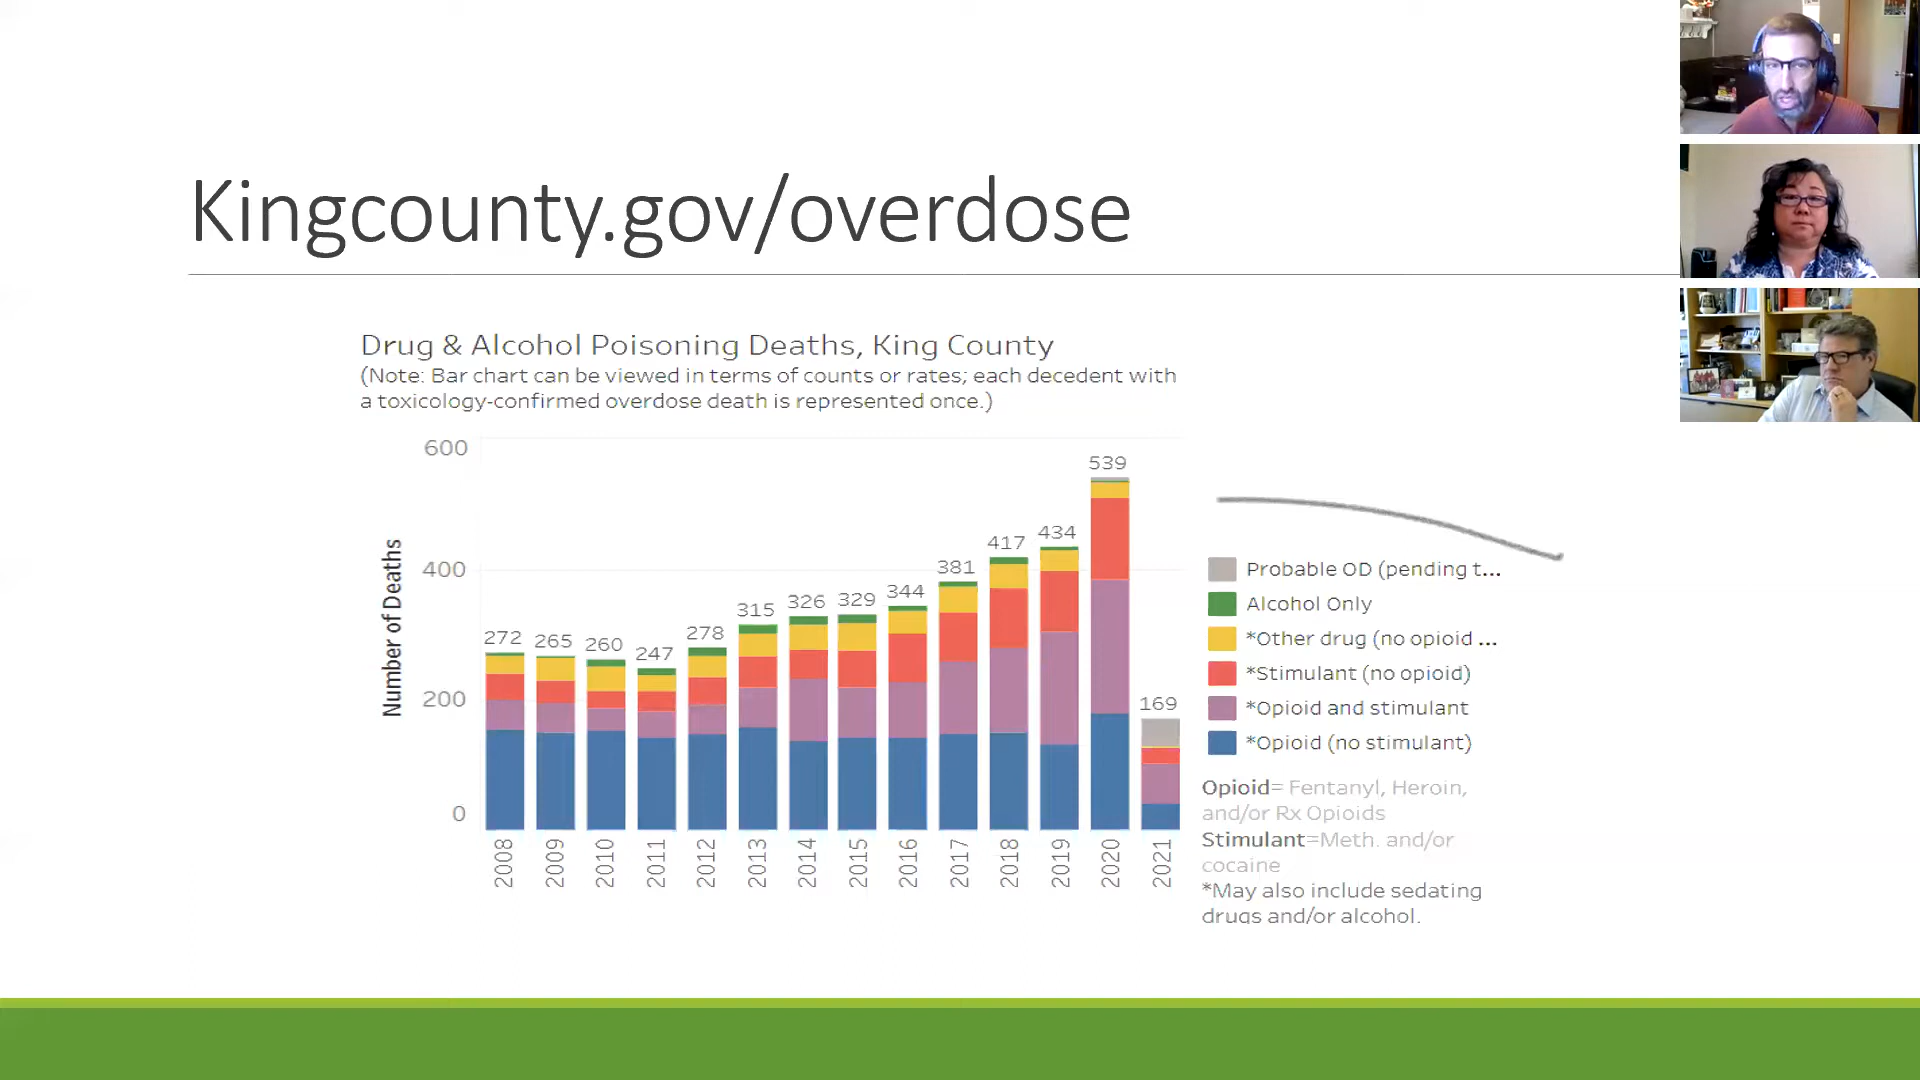 Kingcounty.gov/overdose
Drug & Alcohol Poisoning Deaths, King County
(Note: Bar chart can be viewed in terms of counts or rates; each decedent with
a toxicology-confirmed overdose death is represented once.)
Number of Deaths
600
400
200
0
272
265
260
247
278
315
326
329
344
381
417
434
539
169
2008
2009
2010
2011
2012
2013
2014
2015
2016
2017
2018
2019
2020
2021
Probable OD (pending t...
Alcohol Only
*Other drug (no opioid ...
*Stimulant (no opioid)
*Opioid and stimulant
*Opioid (no stimulant)
Opioid= Fentanyl, Heroin,
and/or Rx Opioids
Stimulant=Meth. and/or
cocaine
*May also include sedating
drugs and/or alcohol.